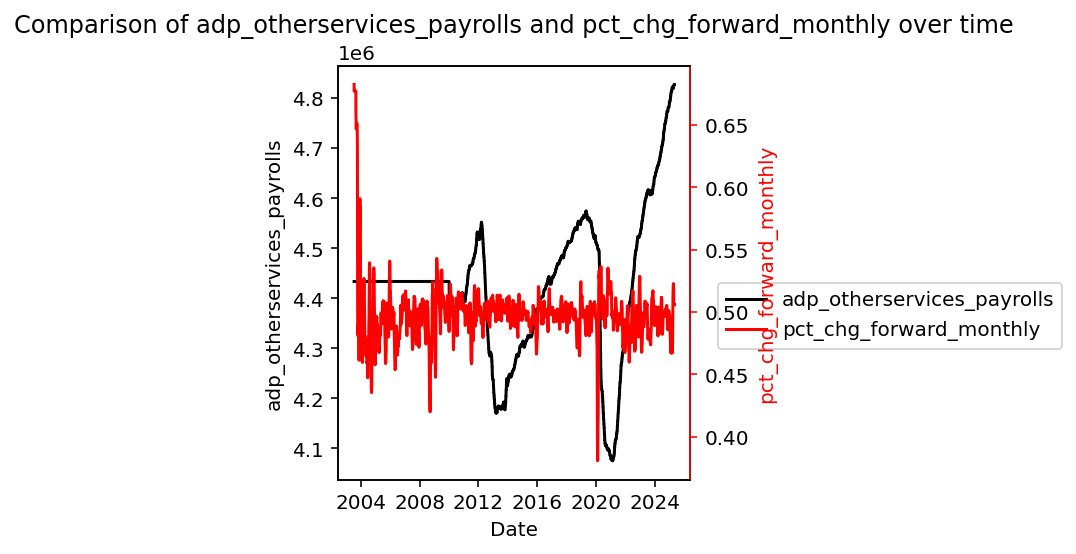 Comparison of adp_otherservices_payrolls and pct_chg_forward_monthly over time
1e6
4.8
4.7
4.6
4.5
4.4
4.3
4.2
4.1
adp_otherservices_payrolls
0.65
0.60
0.55
0.50
0.45
0.40
pct_chg_forward_monthly
adp_otherservices_payrolls
pct_chg_forward_monthly
2004 2008 2012 2016 2020 2024
Date